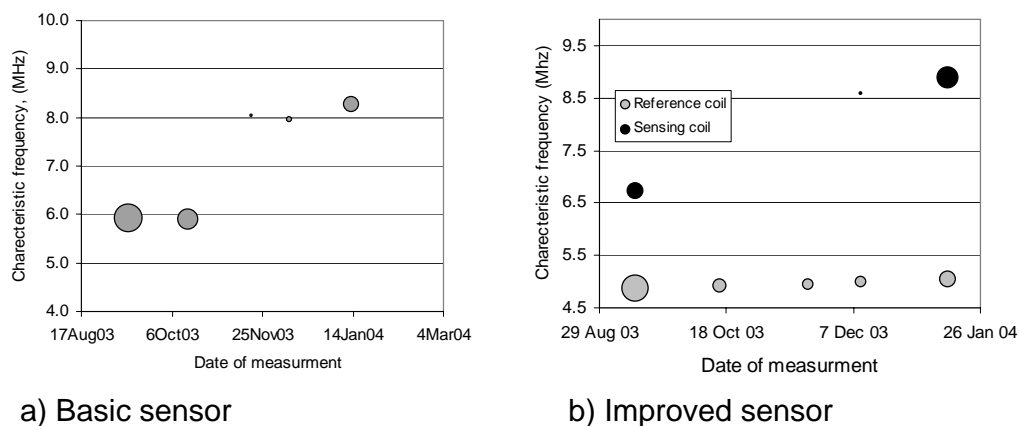 10.0
9.0
8.0
7.0
6.0
5.0
4.0
Charecteristic frequency, (MHz)
17Aug03 6Oct03 25Nov03 14Jan04 4Mar04
Date of measurment
a) Basic sensor
9.5
8.5
7.5
6.5
5.5
4.5
Charecteristic frequency (Mhz)
Reference coil
Sensing coil
29 Aug 03 18 Oct 03 7 Dec 03 26 Jan 04
Date of measurment
b) Improved sensor